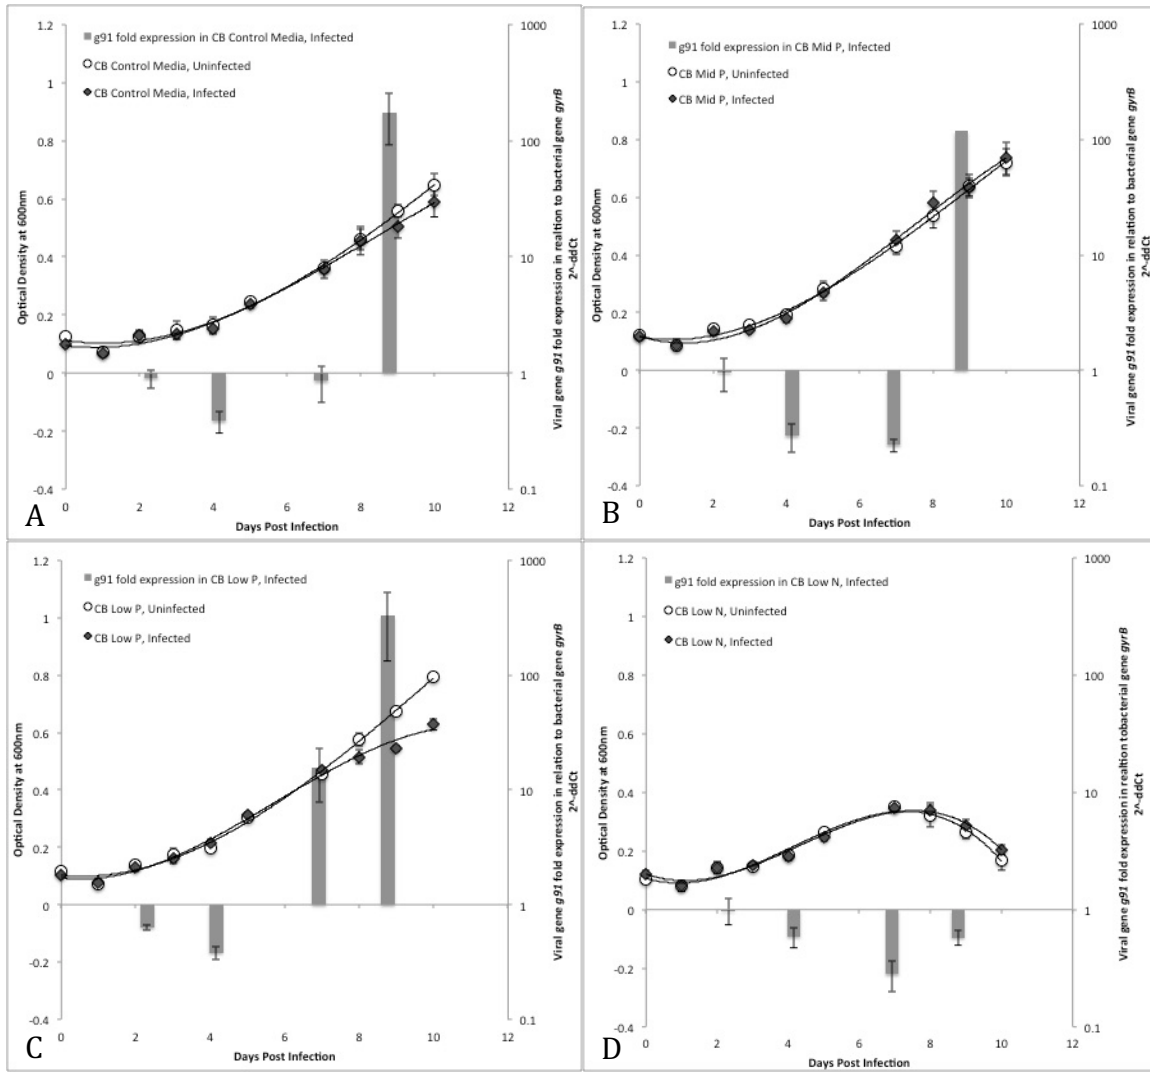 g91 fold expression in CB Control Media, Infected
CB Control Media, Uninfected
CB Control Media, Infected
Optical Density at 600nm
1.2
1
0.8
0.6
0.4
0.2
0
-0.2
-0.4
1000
100
10
1
0.1
Viral gene g91 fold expression in realtion to bacterial gene gyrB
2^-ddCt
0 2 4 6 8 10 12
Days Post Infection
A
g91 fold expression in CB Mid P, Infected
CB Mid P, Uninfected
CB Mid P, Infected
Optical Density at 600nm
1.2
1
0.8
0.6
0.4
0.2
0
-0.2
-0.4
1000
100
10
1
0.1
Viral gene g91 fold expression in relation to bacterial gene gyrB
2^-ddCt
0 2 4 6 8 10 12
Days Post Infection
B
g91 fold expression in CB Low P, Infected
CB Low P, Uninfected
CB Low P, Infected
Optical Density at 600nm
1.2
1
0.8
0.6
0.4
0.2
0
-0.2
-0.4
1000
100
10
1
0.1
Viral gene g91 fold expression in relation to bacterial gene gyrB
2^-ddCt
0 2 4 6 8 10 12
Days Post Infection
C
g91 fold expression in CB Low N, Infected
CB Low N, Uninfected
CB Low N, Infected
Optical Density at 600nm
1.2
1
0.8
0.6
0.4
0.2
0
-0.2
-0.4
1000
100
10
1
0.1
Viral gene g91 fold expression in realtion tobacterial gene gyrB
2^-ddCt
0 2 4 6 8 10 12
Days Post Infection
D